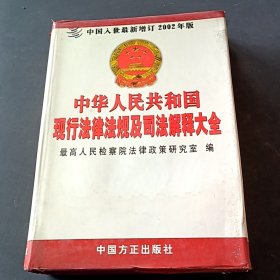 中国入世最新增订2002年版
中华人民共和国
现行法律法规及司法解释大全
最高人民检察院法律政策研究室 编
中国方正出版社